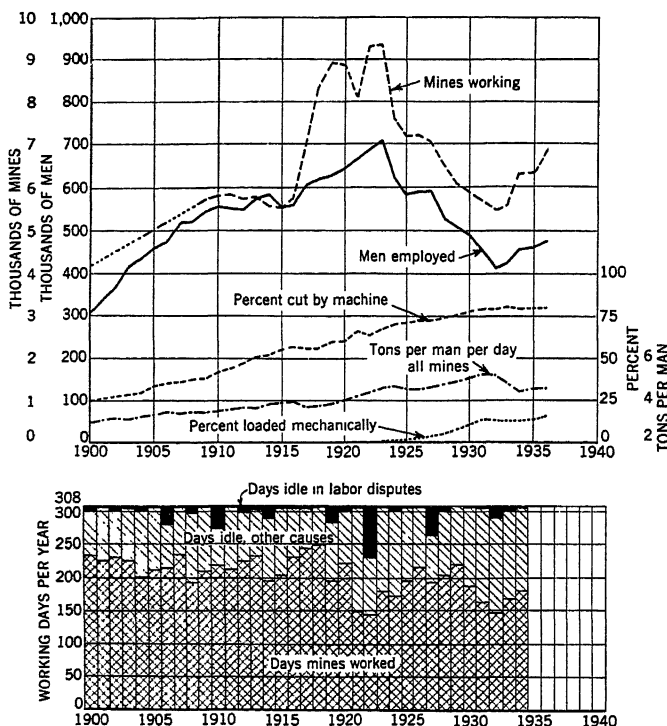 10 1,000
9 900
8 800
7 700
6 600
5 500
4 400
3 300
2 200
1 100
0 0
THOUSANDS OF MINES
THOUSANDS OF MEN
Mines working
Men employed
Percent cut by machine
Tons per man per day
all mines
Percent loaded mechanically
100
75
50 6
25 4
0 2
PERCENT
TONS PER MAN
1900 1905 1910 1915 1920 1925 1930 1935 1940
Days idle in labor disputes
308
300
250
200
150
100
50
0
WORKING DAYS PER YEAR
Days idle, other causes
Days mines worked
1900 1905 1910 1915 1920 1925 1930 1935 1940